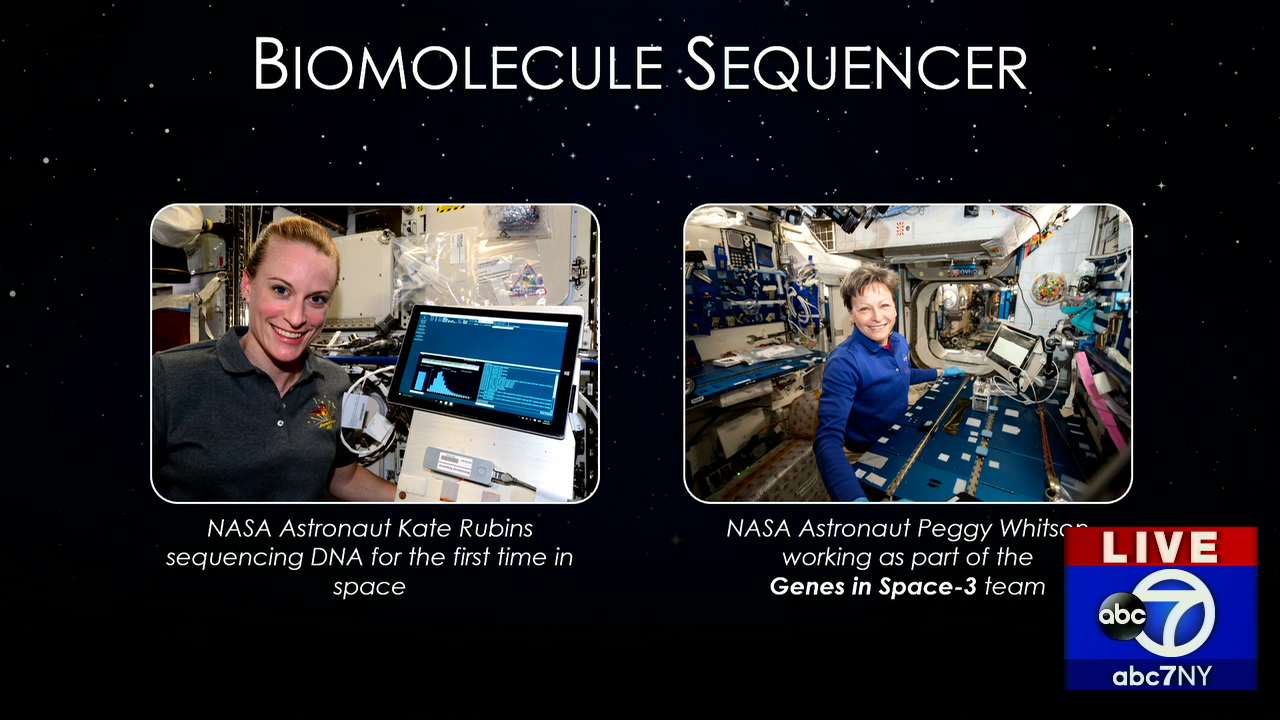 BIOMOLECULE SEQUENCER
NASA Astronaut Kate Rubins
sequencing DNA for the first time in
space
NASA Astronaut Peggy Whitson
working as part of the
Genes in Space-3 team
LIVE
abc 7
abc7NY